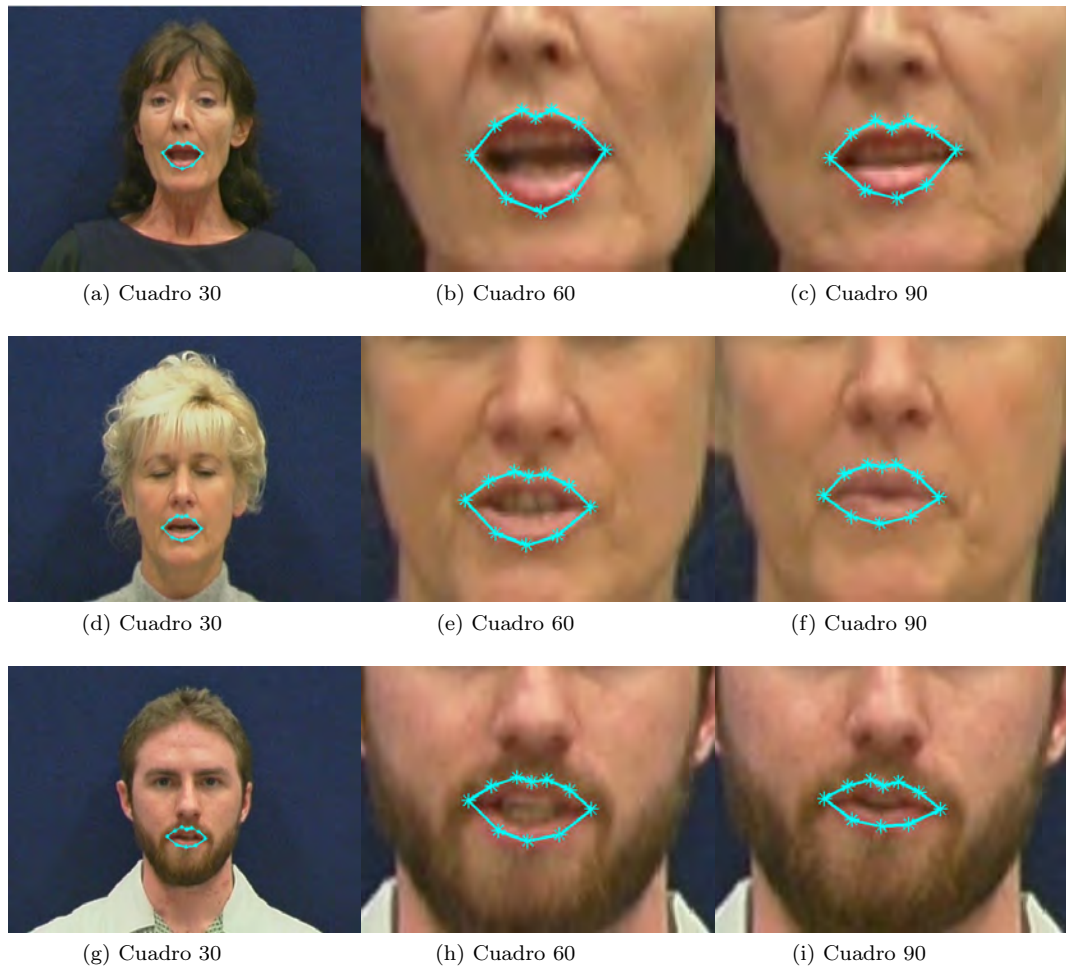 (a) Cuadro 30
(b) Cuadro 60
(c) Cuadro 90
(d) Cuadro 30
(e) Cuadro 60
(f) Cuadro 90
(g) Cuadro 30
(h) Cuadro 60
(i) Cuadro 90